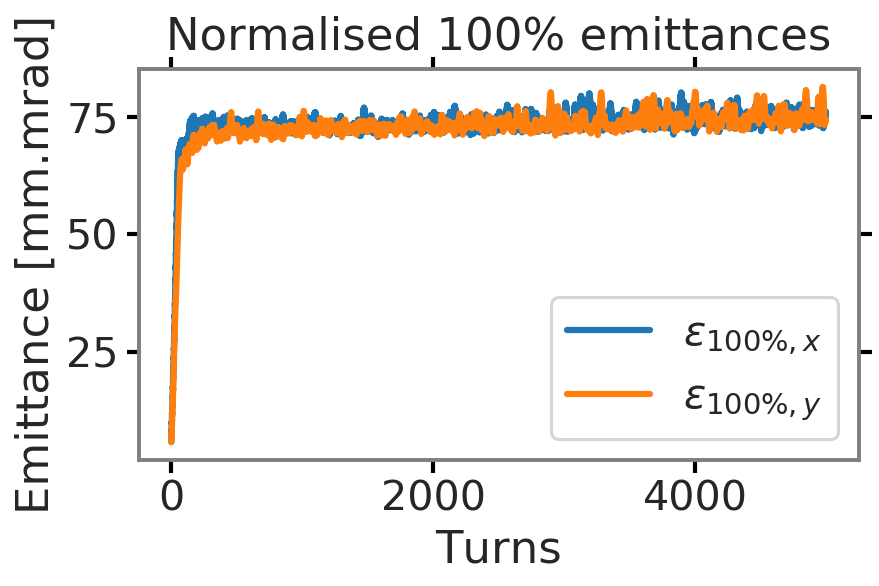 Normalised 100% emittances
Emittance [mm.mrad]
75
50
25
0 2000 4000
Turns
ε100%, x
ε100%, y